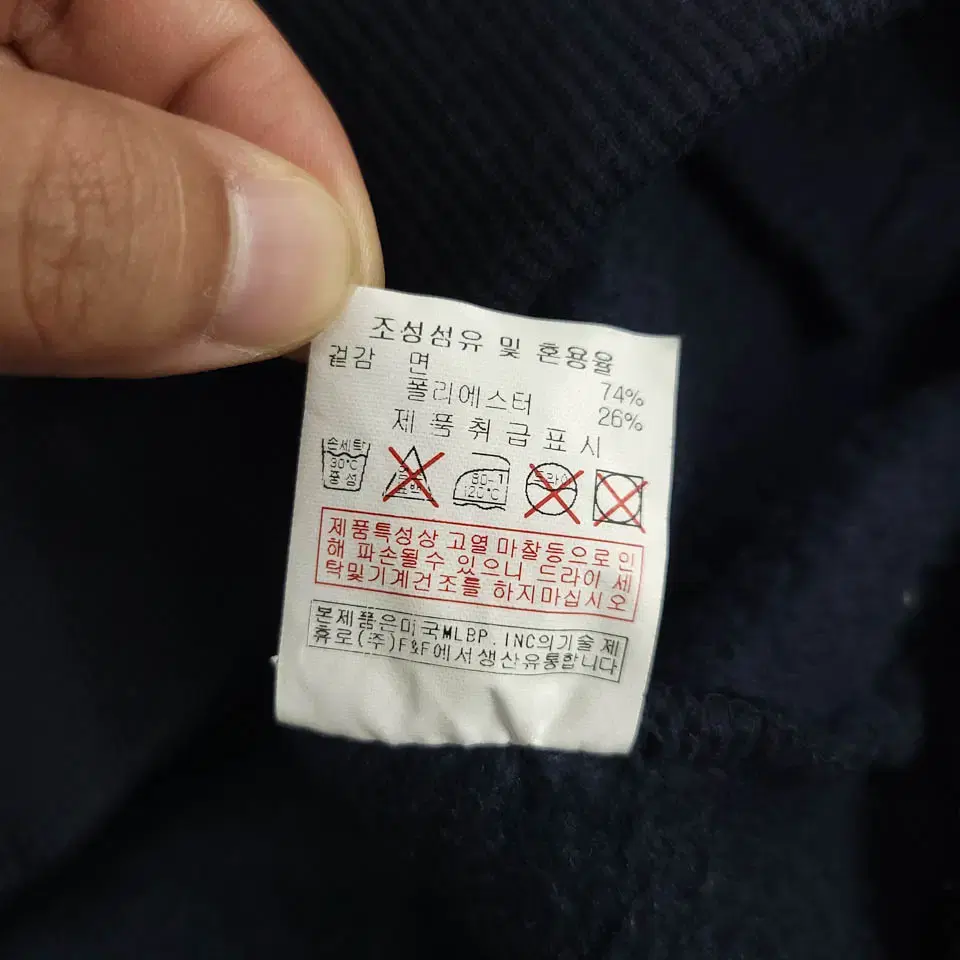 조성섬유 및 혼용율
겉감 면 74%
폴리에스터 26%
제 품 취 급 표 시
손세탁
30°C
중성
드라이
80-1
120°C
제품특성상 고열 마찰등으로 인
해 파손될수 있으니 드라이 세
탁및기계건조를 하지마십시오
본제품은미국MLBP. INC의기술 제
휴로(주)F&F에서생산유통합니다